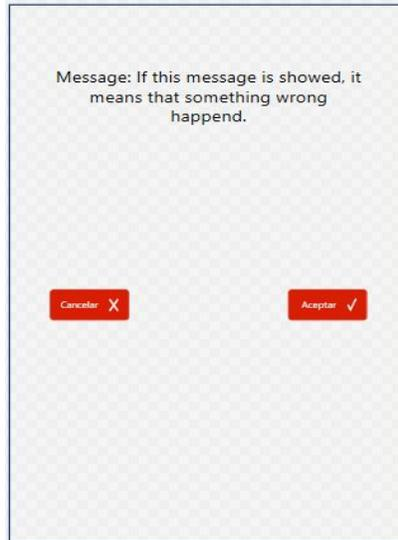 Message: If this message is showed, it
means that something wrong
happend.
Cancelar X
Aceptar ✓